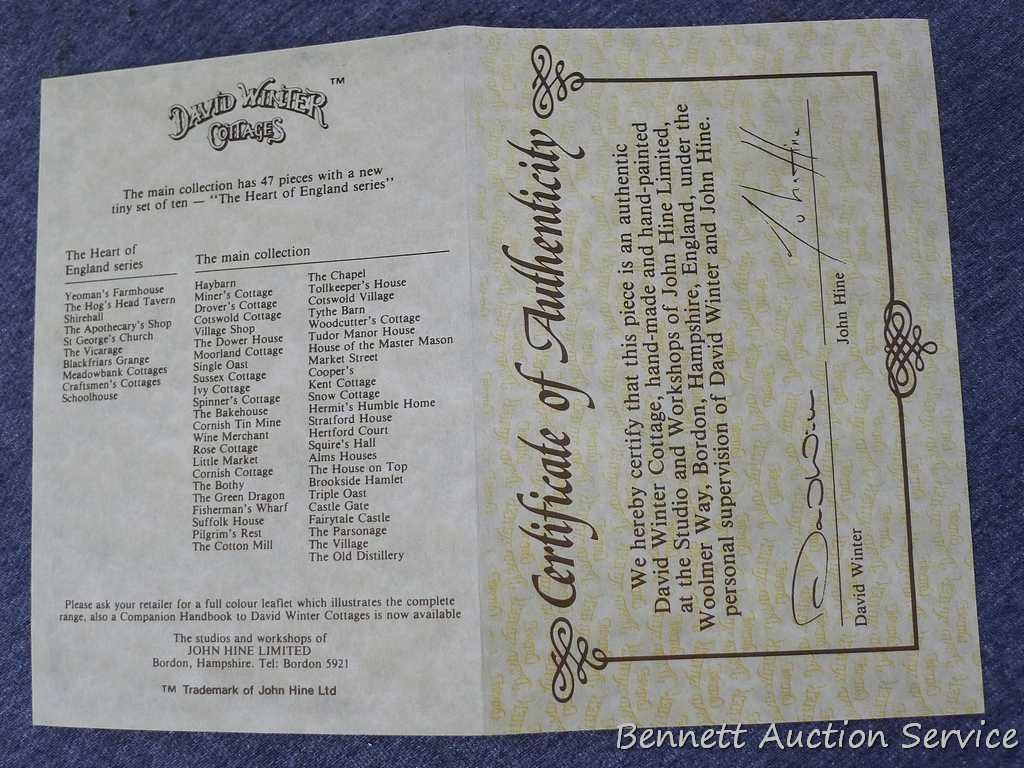 DAVID WINTER
COTTAGES
TM
The main collection has 47 pieces with a new
tiny set of ten — "The Heart of England series"
The Heart of
England series
Yeoman's Farmhouse
The Hog's Head Tavern
Shirehall
The Apothecary's Shop
St George's Church
The Vicarage
Blackfriars Grange
Meadowbank Cottages
Craftsmen's Cottages
Schoolhouse
The main collection
Haybarn
Miner's Cottage
Drover's Cottage
Cotswold Cottage
Village Shop
The Dower House
Moorland Cottage
Single Oast
Sussex Cottage
Ivy Cottage
Spinner's Cottage
The Bakehouse
Cornish Tin Mine
Wine Merchant
Rose Cottage
Little Market
Cornish Cottage
The Bothy
The Green Dragon
Fisherman's Wharf
Suffolk House
Pilgrim's Rest
The Cotton Mill
The Chapel
Tollkeeper's House
Cotswold Village
Tythe Barn
Woodcutter's Cottage
Tudor Manor House
House of the Master Mason
Market Street
Cooper's
Kent Cottage
Snow Cottage
Hermit's Humble Home
Stratford House
Hertford Court
Squire's Hall
Alms Houses
The House on Top
Brookside Hamlet
Triple Oast
Castle Gate
Fairytale Castle
The Parsonage
The Village
The Old Distillery
Please ask your retailer for a full colour leaflet which illustrates the complete
range, also a Companion Handbook to David Winter Cottages is now available
The studios and workshops of
JOHN HINE LIMITED
Bordon, Hampshire. Tel: Bordon 5921
TM Trademark of John Hine Ltd
Certificate of Authenticity
We hereby certify that this piece is an authentic
David Winter Cottage, hand-made and hand-painted
at the Studio and Workshops of John Hine Limited,
Woolmer Way, Bordon, Hampshire, England, under the
personal supervision of David Winter and John Hine.
David Winter
John Hine
David Winter
John Hine
Bennett Auction Service